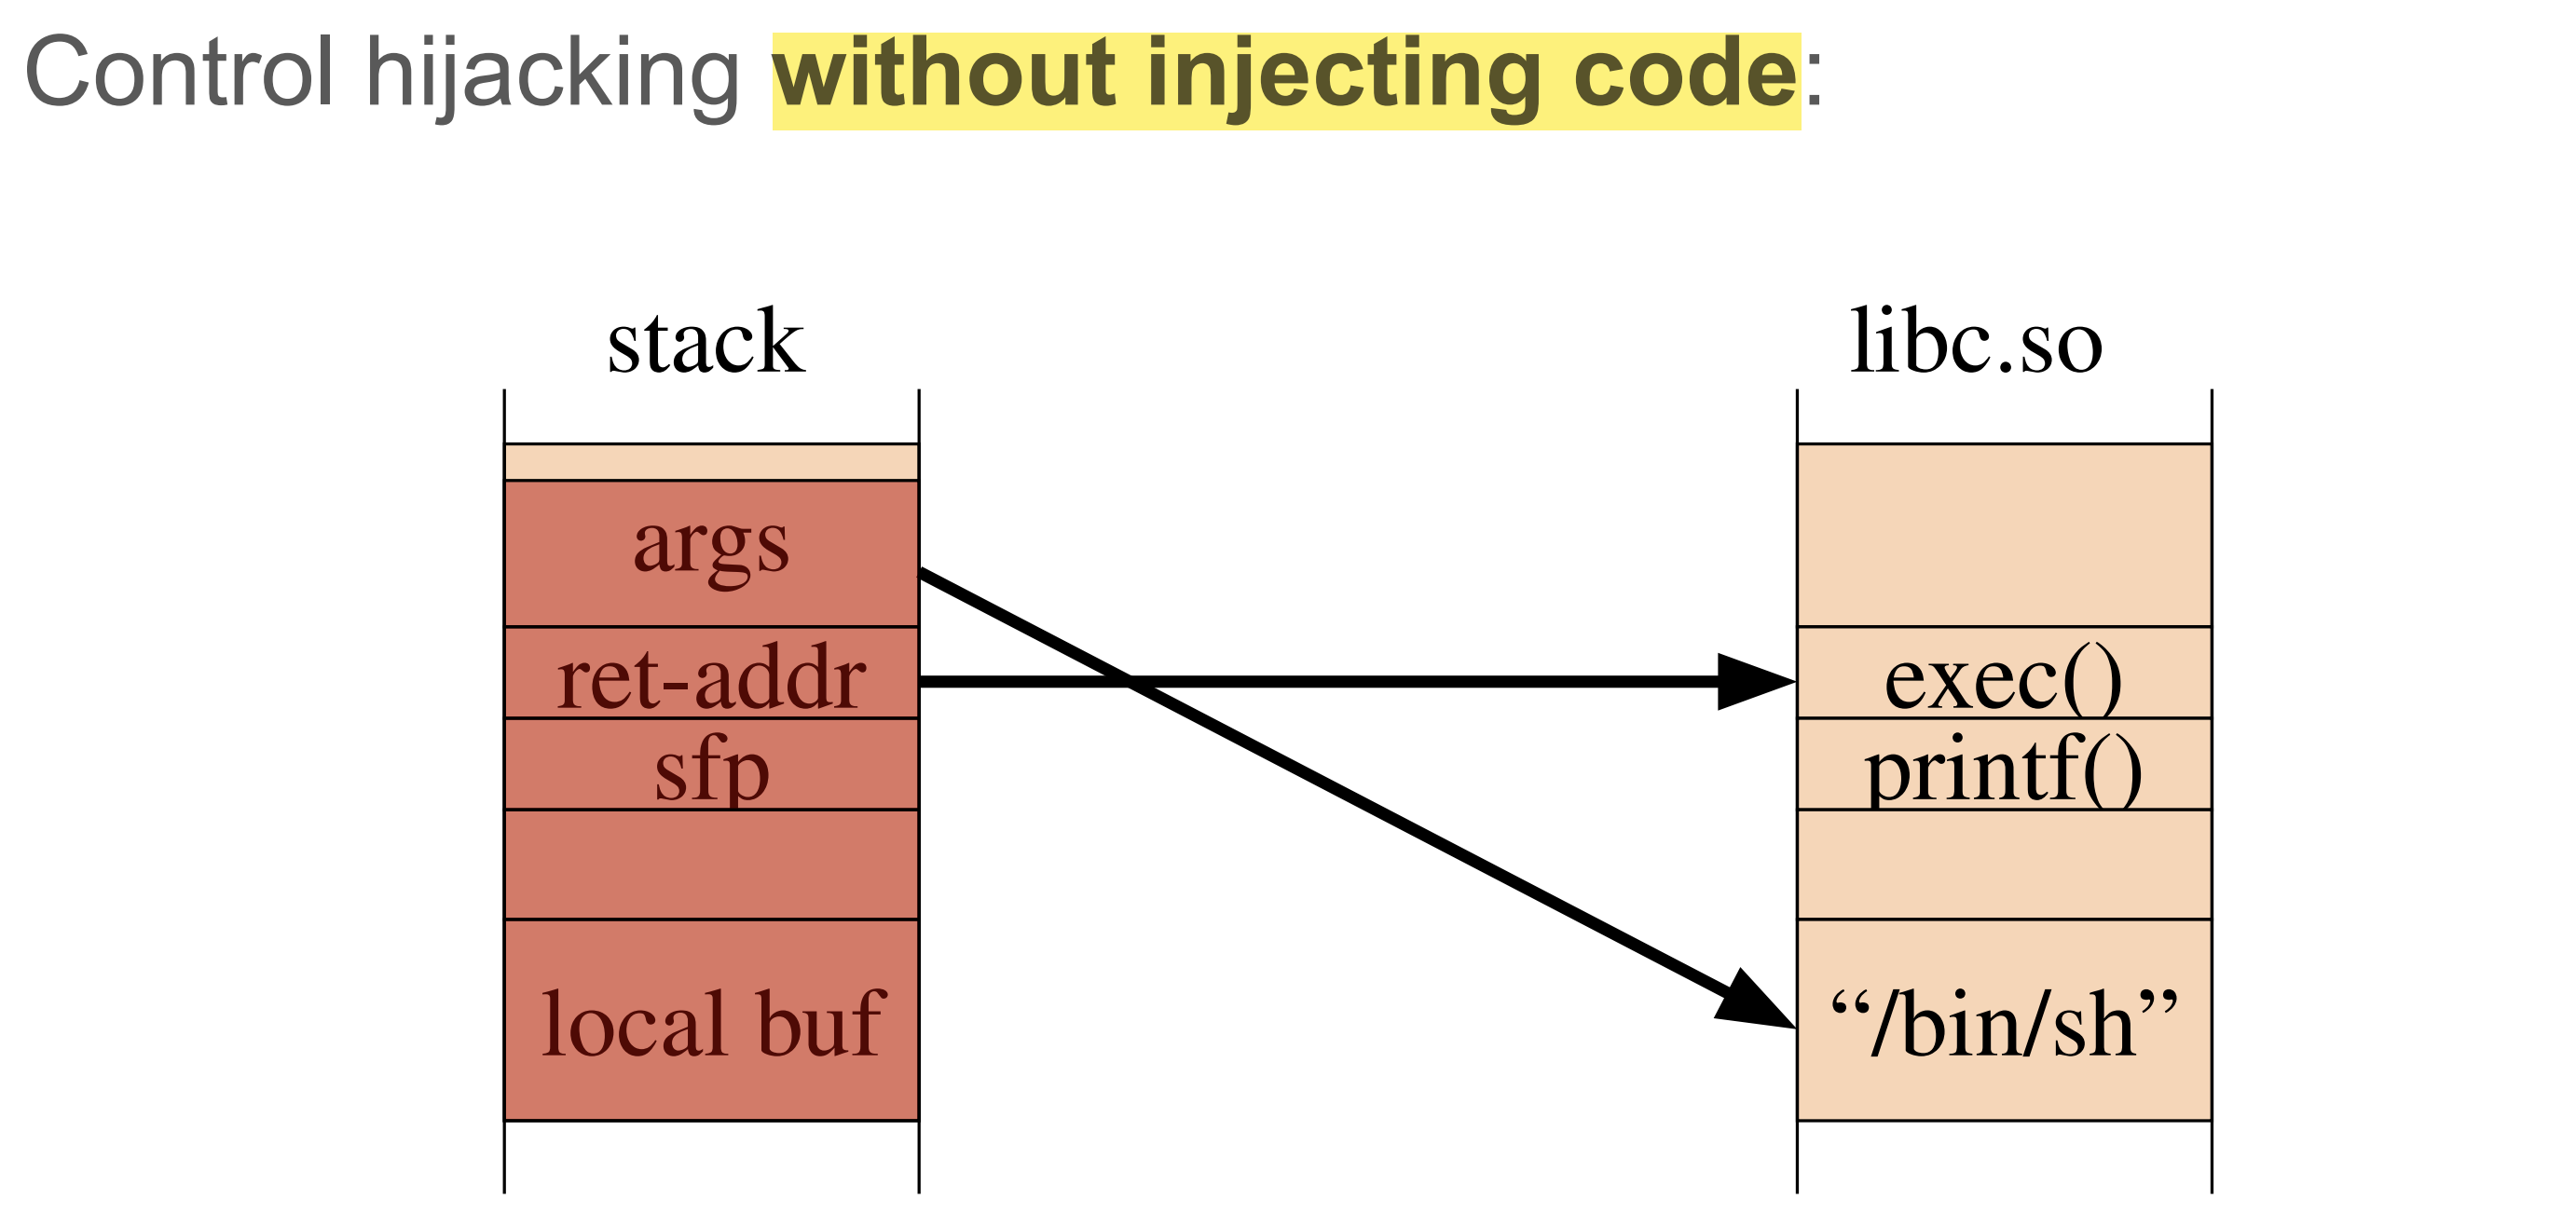 Control hijacking without injecting code:
stack
libc.so
args
ret-addr
exec()
sfp
printf()
local buf
“/bin/sh”